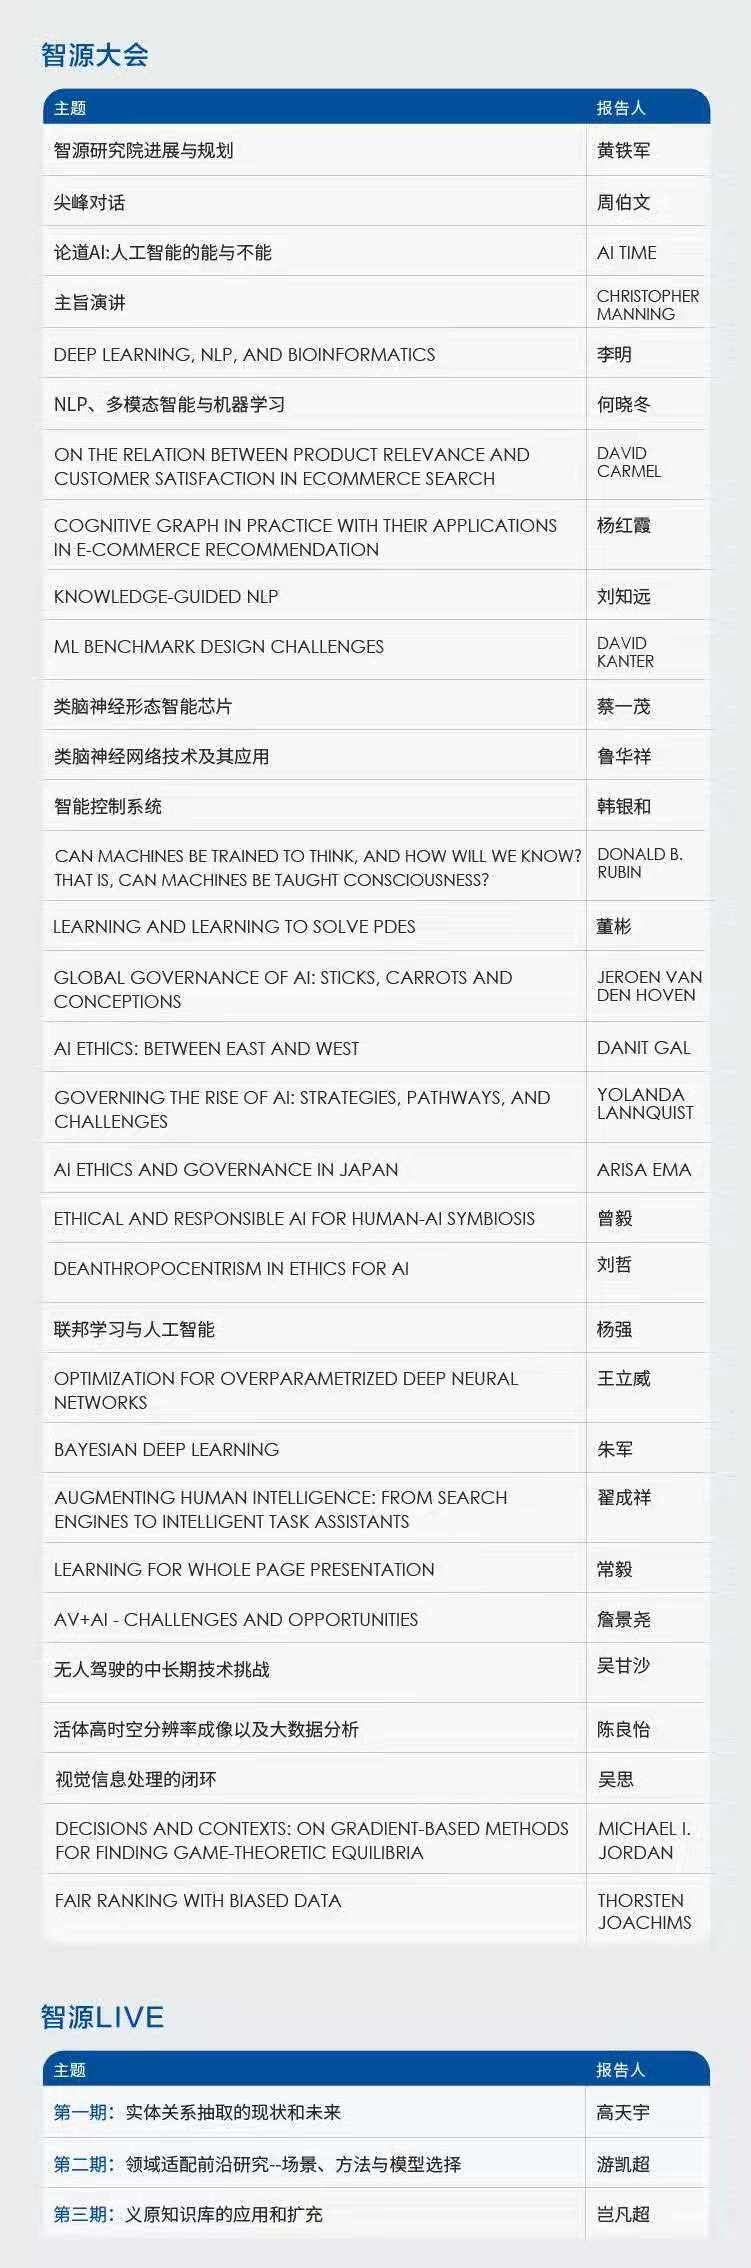 智源大会
主题 报告人
智源研究院进展与规划 黄铁军
尖峰对话 周伯文
论道AI:人工智能的能与不能 AI TIME
主旨演讲 CHRISTOPHER
MANNING
DEEP LEARNING, NLP, AND BIOINFORMATICS 李明
NLP、多模态智能与机器学习 何晓冬
ON THE RELATION BETWEEN PRODUCT RELEVANCE AND DAVID
CUSTOMER SATISFACTION IN ECOMMERCE SEARCH CARMEL
COGNITIVE GRAPH IN PRACTICE WITH THEIR APPLICATIONS 杨红霞
IN E-COMMERCE RECOMMENDATION
KNOWLEDGE-GUIDED NLP 刘知远
ML BENCHMARK DESIGN CHALLENGES DAVID
KANTER
类脑神经形态智能芯片 蔡一茂
类脑神经网络技术及其应用 鲁华祥
智能控制系统 韩银和
CAN MACHINES BE TRAINED TO THINK, AND HOW WILL WE KNOW? DONALD B.
THAT IS, CAN MACHINES BE TAUGHT CONSCIOUSNESS? RUBIN
LEARNING AND LEARNING TO SOLVE PDES 董彬
GLOBAL GOVERNANCE OF AI: STICKS, CARROTS AND JEROEN VAN
CONCEPTIONS DEN HOVEN
AI ETHICS: BETWEEN EAST AND WEST DANIT GAL
GOVERNING THE RISE OF AI: STRATEGIES, PATHWAYS, AND YOLANDA
CHALLENGES LANNQUIST
AI ETHICS AND GOVERNANCE IN JAPAN ARISA EMA
ETHICAL AND RESPONSIBLE AI FOR HUMAN-AI SYMBIOSIS 曾毅
DEANTHROPOCENTRISM IN ETHICS FOR AI 刘哲
联邦学习与人工智能 杨强
OPTIMIZATION FOR OVERPARAMETRIZED DEEP NEURAL 王立威
NETWORKS
BAYESIAN DEEP LEARNING 朱军
AUGMENTING HUMAN INTELLIGENCE: FROM SEARCH 翟成祥
ENGINES TO INTELLIGENT TASK ASSISTANTS
LEARNING FOR WHOLE PAGE PRESENTATION 常毅
AV+AI - CHALLENGES AND OPPORTUNITIES 詹景尧
无人驾驶的中长期技术挑战 吴甘沙
活体高时空分辨率成像以及大数据分析 陈良怡
视觉信息处理的闭环 吴思
DECISIONS AND CONTEXTS: ON GRADIENT-BASED METHODS MICHAEL I.
FOR FINDING GAME-THEORETIC EQUILIBRIA JORDAN
FAIR RANKING WITH BIASED DATA THORSTEN
JOACHIMS
智源LIVE
主题 报告人
第一期：实体关系抽取的现状和未来 高天宇
第二期：领域适配前沿研究--场景、方法与模型选择 游凯超
第三期：义原知识库的应用和扩充 岂凡超